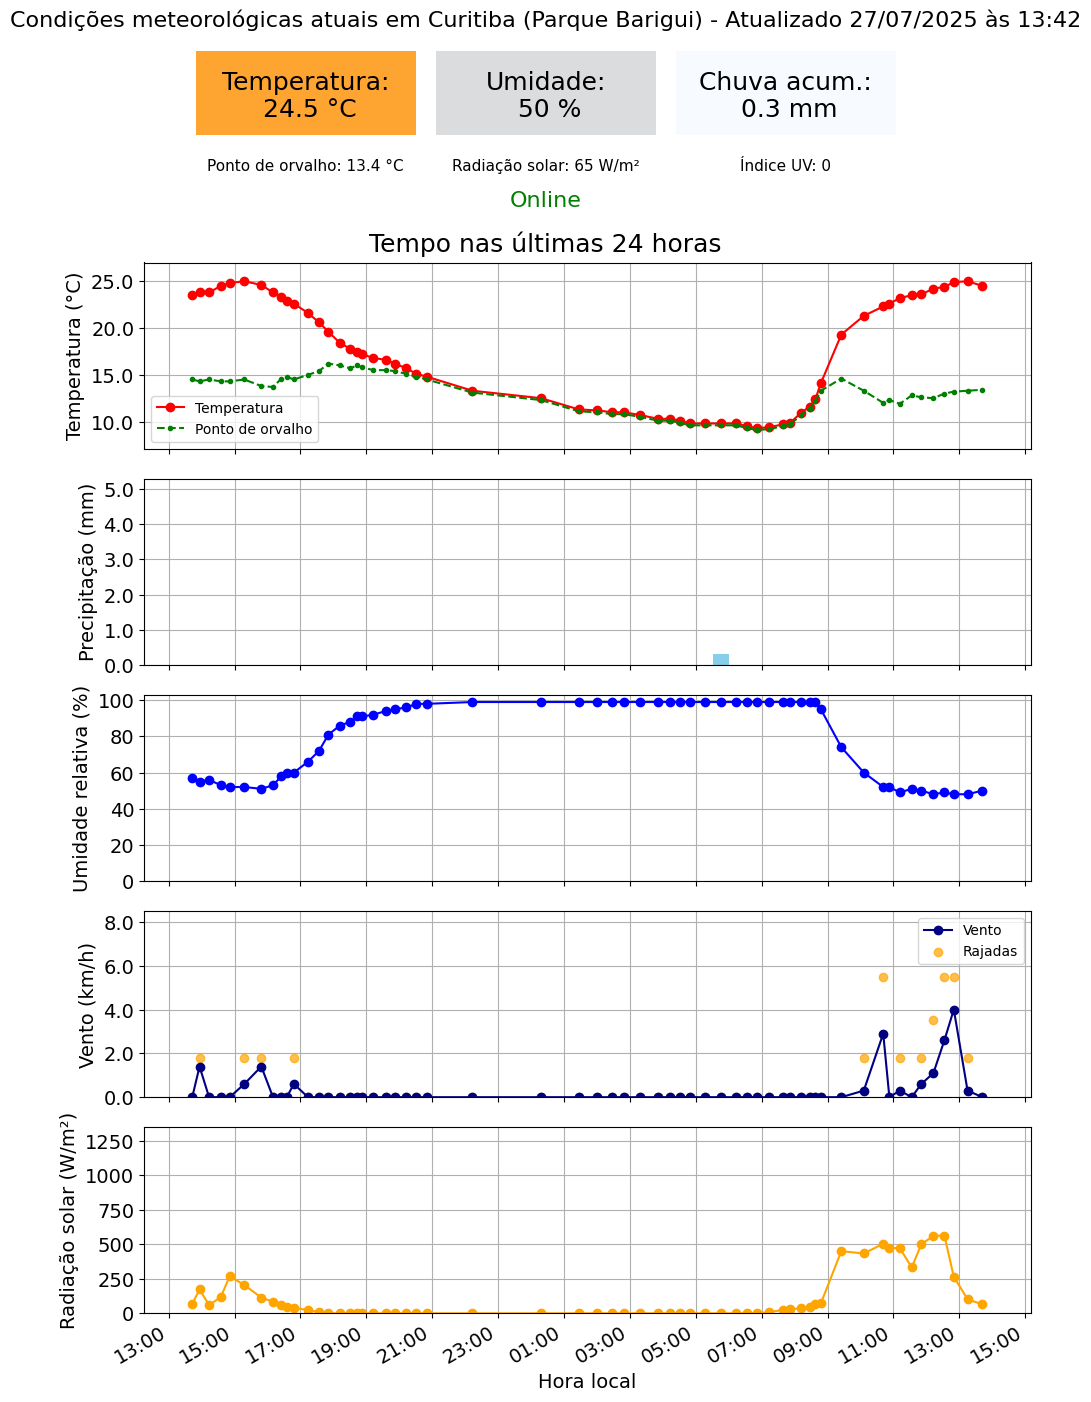 Condições meteorológicas atuais em Curitiba (Parque Barigui) - Atualizado 27/07/2025 às 13:42
Temperatura:
24.5 °C
Umidade:
50 %
Chuva acum.:
0.3 mm
Ponto de orvalho: 13.4 °C
Radiação solar: 65 W/m²
Índice UV: 0
Online
Tempo nas últimas 24 horas
Temperatura (°C)
25.0
20.0
15.0
10.0
Temperatura
Ponto de orvalho
Precipitação (mm)
5.0
4.0
3.0
2.0
1.0
0.0
Umidade relativa (%)
100
80
60
40
20
0
Vento (km/h)
8.0
6.0
4.0
2.0
0.0
Vento
Rajadas
Radiação solar (W/m²)
1250
1000
750
500
250
0
13:00
15:00
17:00
19:00
21:00
23:00
01:00
03:00
05:00
07:00
09:00
11:00
13:00
15:00
Hora local